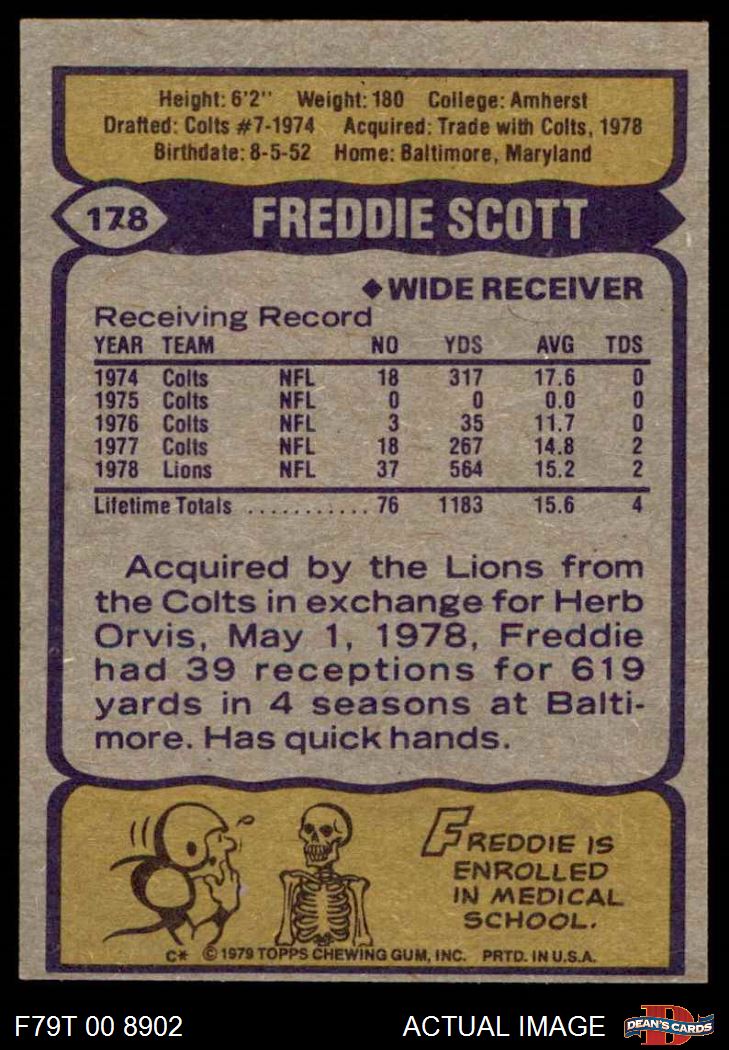 Height: 6'2" Weight: 180 College: Amherst
Drafted: Colts #7-1974 Acquired: Trade with Colts, 1978
Birthdate: 8-5-52 Home: Baltimore, Maryland
178 FREDDIE SCOTT
◆WIDE RECEIVER
Receiving Record
YEAR TEAM NO YDS AVG TDS
1974 Colts NFL 18 317 17.6 0
1975 Colts NFL 0 0 0.0 0
1976 Colts NFL 3 35 11.7 0
1977 Colts NFL 18 267 14.8 2
1978 Lions NFL 37 564 15.2 2
Lifetime Totals ........... 76 1183 15.6 4
Acquired by the Lions from
the Colts in exchange for Herb
Orvis, May 1, 1978, Freddie
had 39 receptions for 619
yards in 4 seasons at Balti-
more. Has quick hands.
FREDDIE IS
ENROLLED
IN MEDICAL
SCHOOL.
C* © 1979 TOPPS CHEWING GUM, INC. PRTD. IN U.S.A.
F79T 00 8902 ACTUAL IMAGE D DEAN'S CARDS